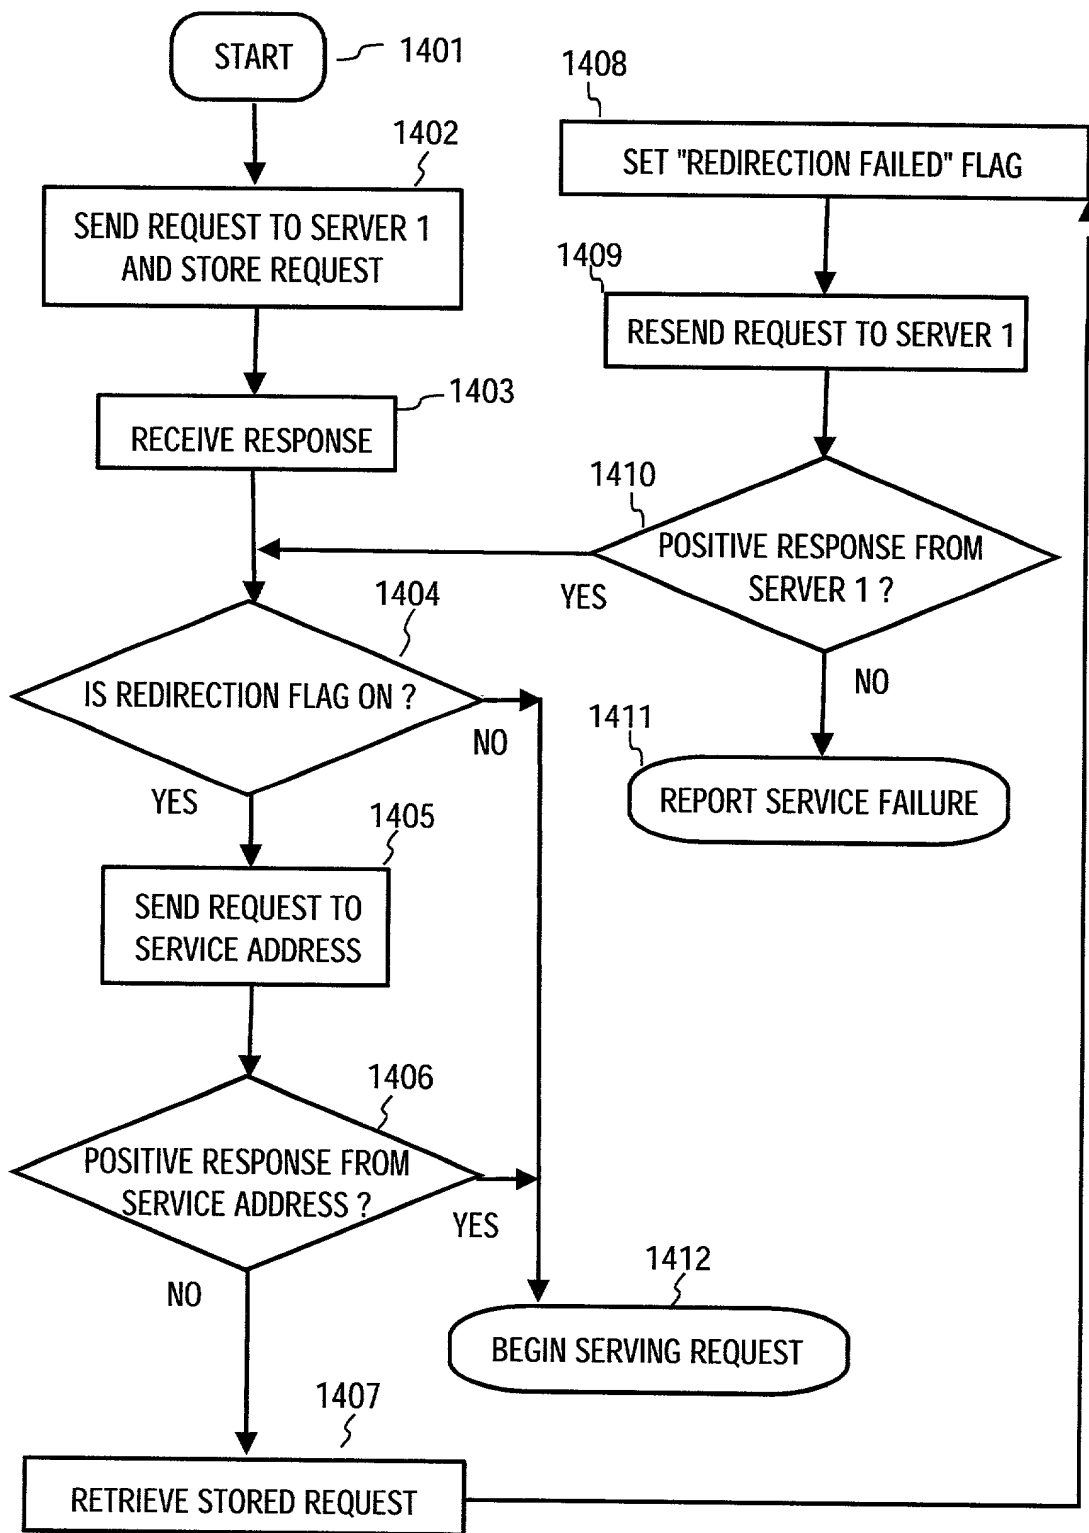 START
1401
1402
SEND REQUEST TO SERVER 1
AND STORE REQUEST
1403
RECEIVE RESPONSE
1404
IS REDIRECTION FLAG ON ?
NO
YES
1405
SEND REQUEST TO
SERVICE ADDRESS
1406
POSITIVE RESPONSE FROM
SERVICE ADDRESS ?
YES
NO
1407
RETRIEVE STORED REQUEST
1408
SET "REDIRECTION FAILED" FLAG
1409
RESEND REQUEST TO SERVER 1
1410
POSITIVE RESPONSE FROM
SERVER 1 ?
YES
NO
1411
REPORT SERVICE FAILURE
1412
BEGIN SERVING REQUEST